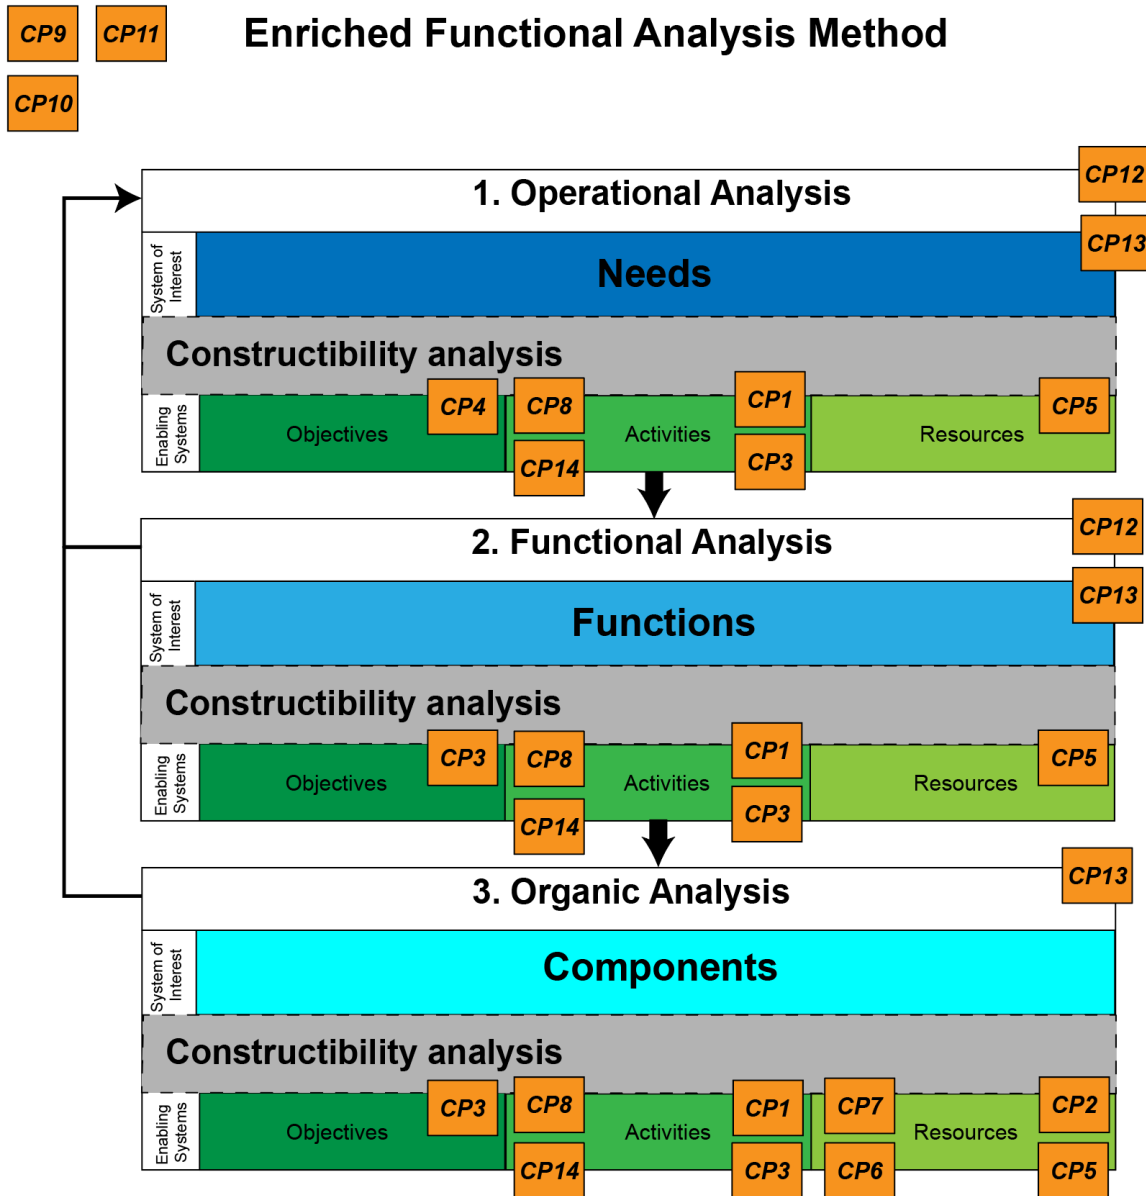 CP9 CP11 Enriched Functional Analysis Method
CP10
CP12
1. Operational Analysis
CP13
System of
Interest
Needs
Constructibility analysis
Enabling
Systems
Objectives
CP4
CP8
CP14
Activities
CP1
CP3
Resources
CP5
CP12
2. Functional Analysis
CP13
System of
Interest
Functions
Constructibility analysis
Enabling
Systems
Objectives
CP3
CP8
CP14
Activities
CP1
CP3
Resources
CP5
CP13
3. Organic Analysis
System of
Interest
Components
Constructibility analysis
Enabling
Systems
Objectives
CP3
CP8
CP14
Activities
CP1
CP3
CP7
CP6
Resources
CP2
CP5